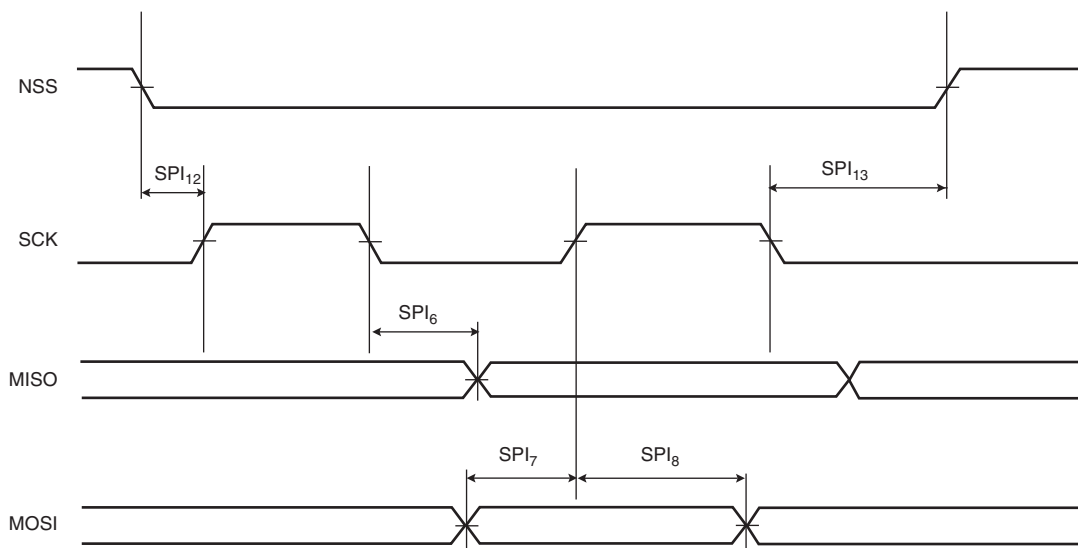 NSS
SPI₁₂
SPI₁₃
SCK
SPI₆
MISO
SPI₇
SPI₈
MOSI